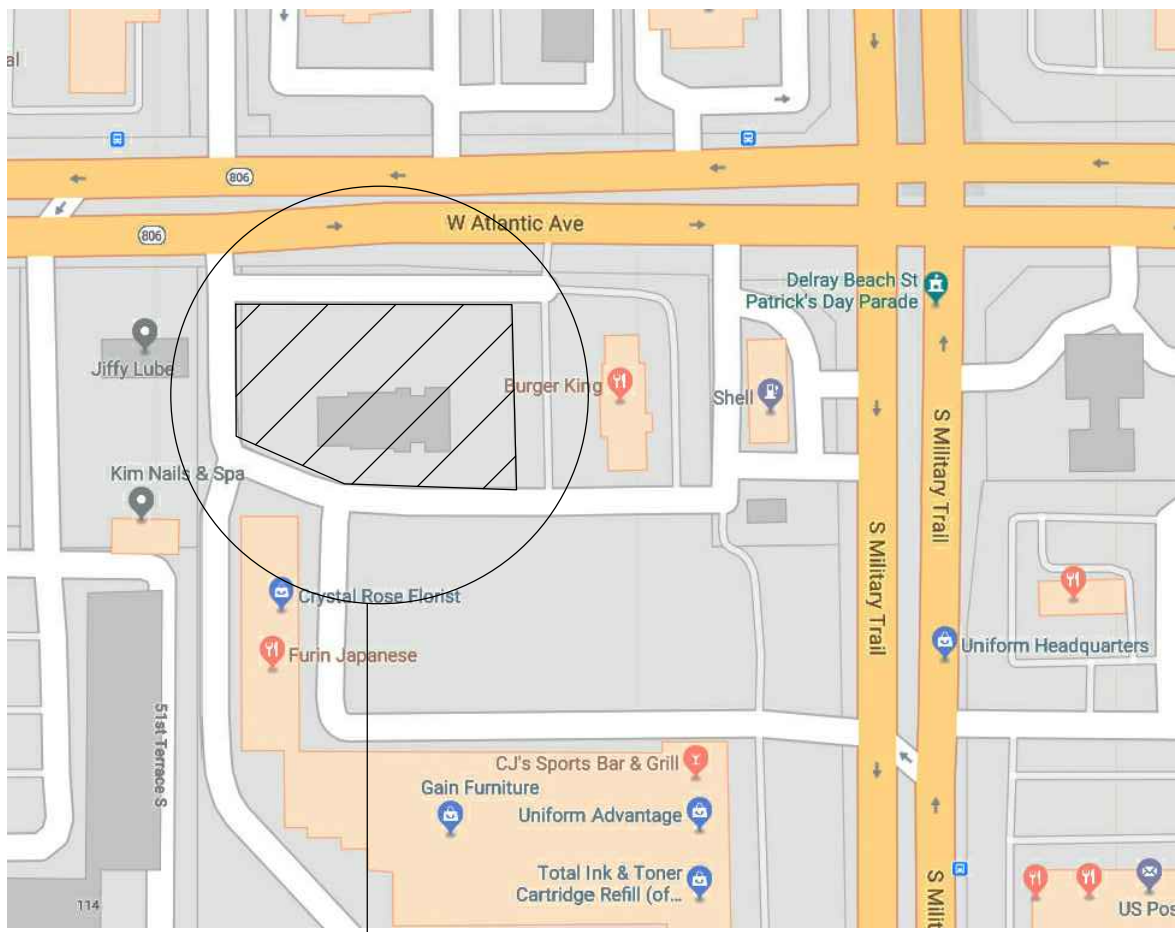 al
806
W Atlantic Ave
806
Delray Beach St
Patrick's Day Parade
Jiffy Lube
Burger King
Shell
Kim Nails & Spa
S Military Trail
S Military Trail
Crystal Rose Florist
Uniform Headquarters
Furin Japanese
51st Terrace S
CJ's Sports Bar & Grill
Gain Furniture
Uniform Advantage
Total Ink & Toner
Cartridge Refill (of...
S Milit
114
US Pos